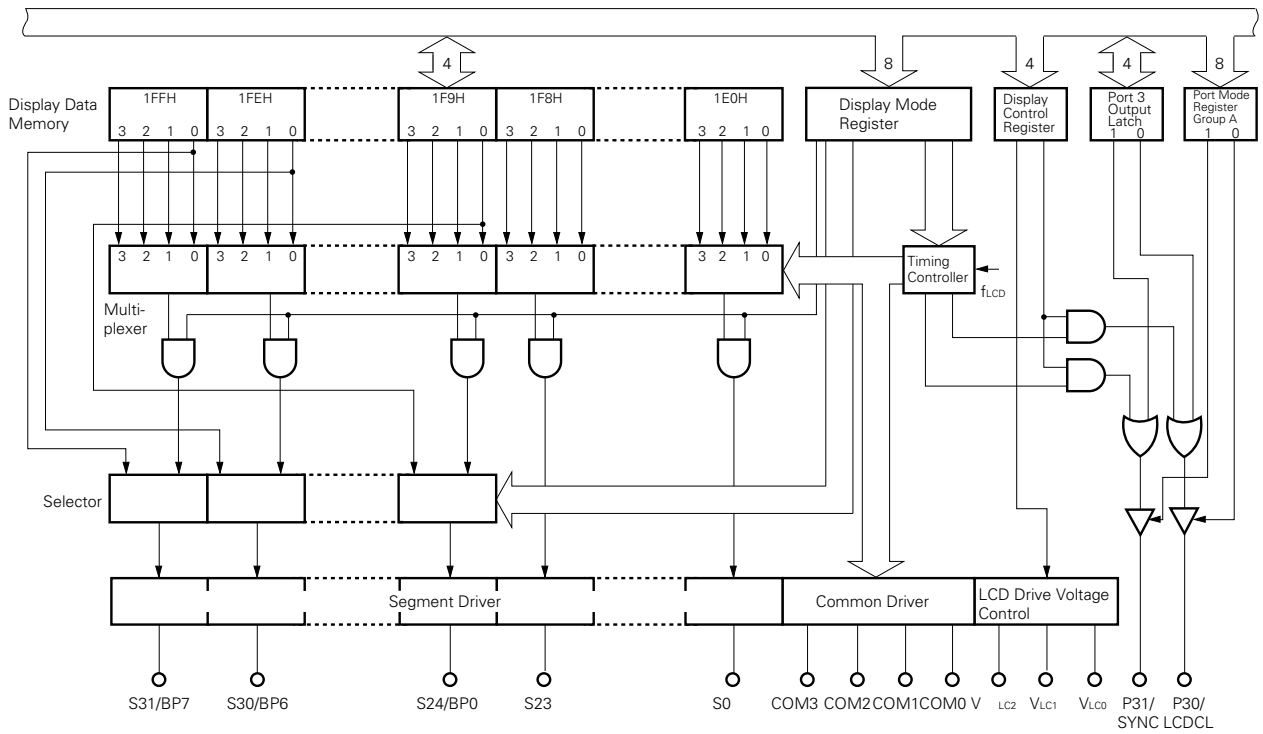 4 8 4 4 8
Display Data
Memory
1FFH 1FEH 1F9H 1F8H 1E0H
3 2 1 0 3 2 1 0 3 2 1 0 3 2 1 0 3 2 1 0
Display Mode
Register
Display
Control
Register
Port 3
Output
Latch
1 0
Port Mode
Register
Group A
1 0
3 2 1 0 3 2 1 0 3 2 1 0 3 2 1 0 3 2 1 0
Multi-
plexer
Timing
Controller
fLCD
Selector
Segment Driver
Common Driver
LCD Drive Voltage
Control
S31/BP7 S30/BP6 S24/BP0 S23 S0 COM3 COM2 COM1 COM0 V LC2 VLC1 VLC0 P31/ P30/
SYNC LCDCL